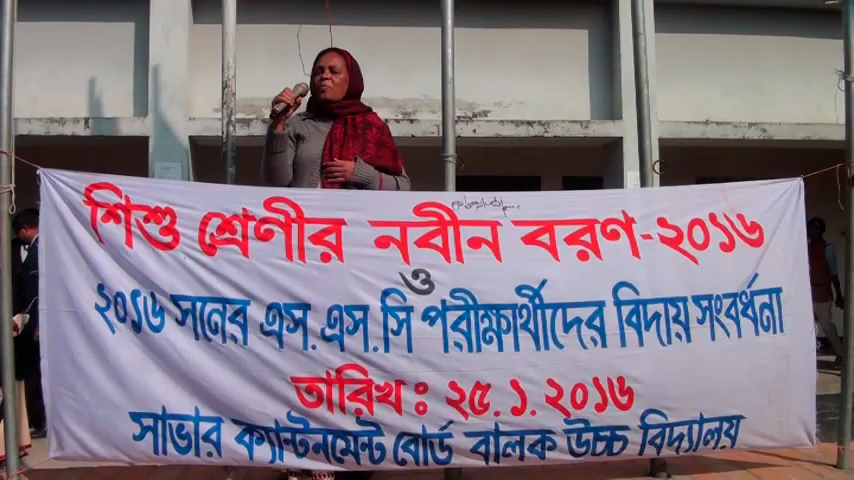 শিশু শ্রেণীর নবীন বরণ-২০১৬
ও
২০১৬ সনের এস.এস.সি পরীক্ষার্থীদের বিদায় সংবর্ধনা
তারিখ: ২৫.১.২০১৬
সাভার ক্যান্টনমেন্ট বোর্ড বালক উচ্চ বিদ্যালয়